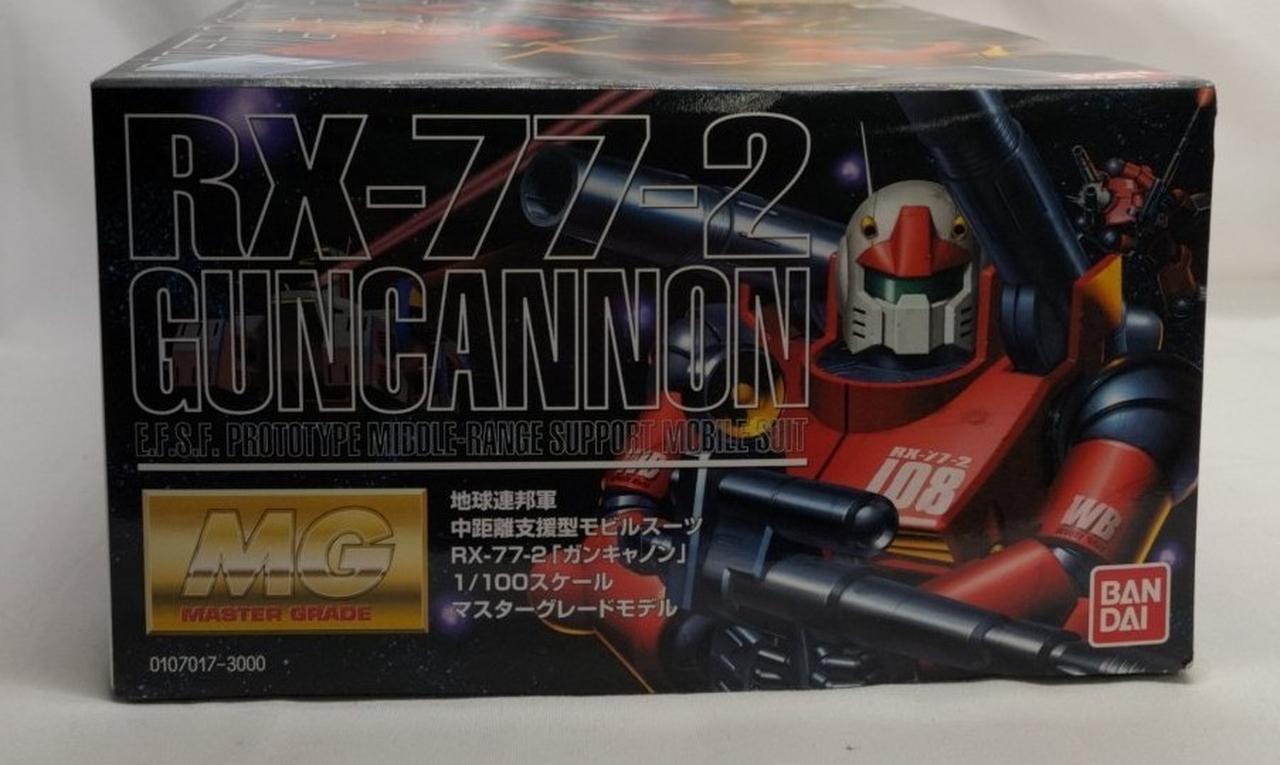 RX-77-2
GUNCANNON
E.F.S.F. PROTOTYPE MIDDLE-RANGE SUPPORT MOBILE SUIT
MG
MASTER GRADE
地球連邦軍
中距離支援型モビルスーツ
RX-77-2「ガンキャノン」
1/100スケール
マスターグレードモデル
0107017-3000
RX-77-2
108
WB
WB
BAN
DAI
BANDAI